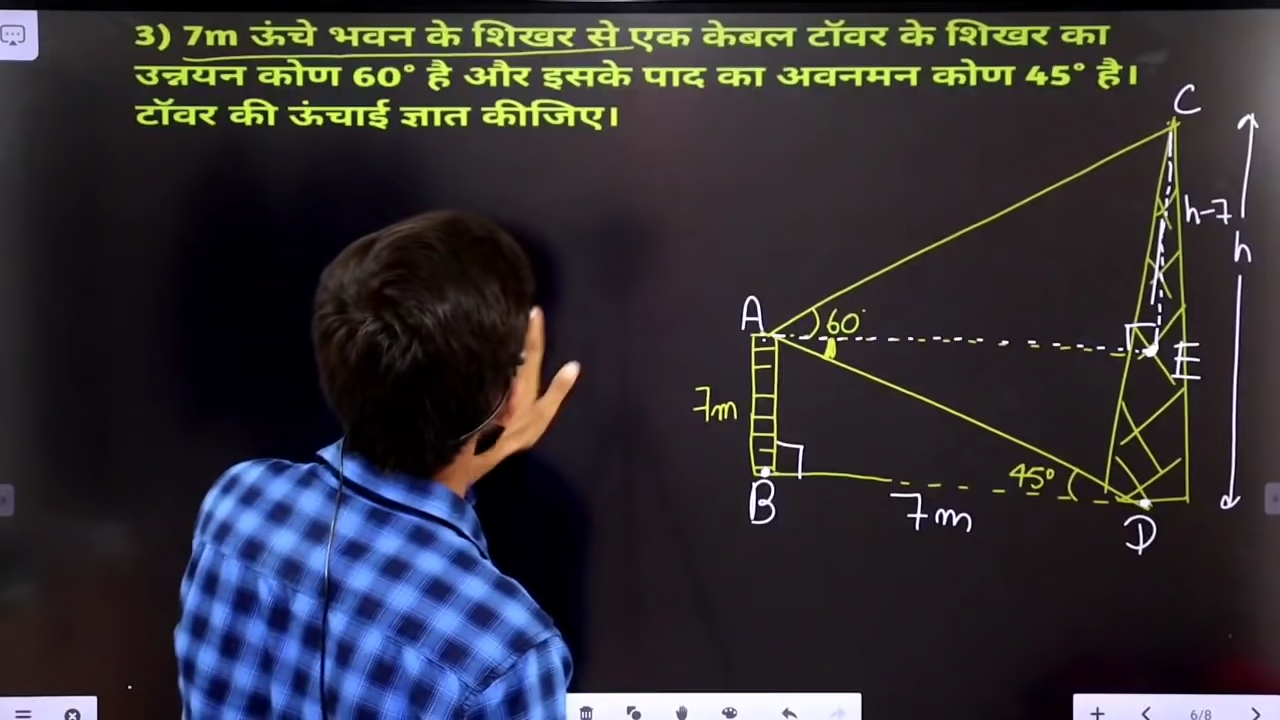 3) 7m ऊंचे भवन के शिखर से एक केबल टॉवर के शिखर का
उन्नयन कोण 60° है और इसके पाद का अवनमन कोण 45° है।
टॉवर की ऊंचाई ज्ञात कीजिए।
C
h-7
h
A
60°
E
7m
45°
B
7m
D
6/8